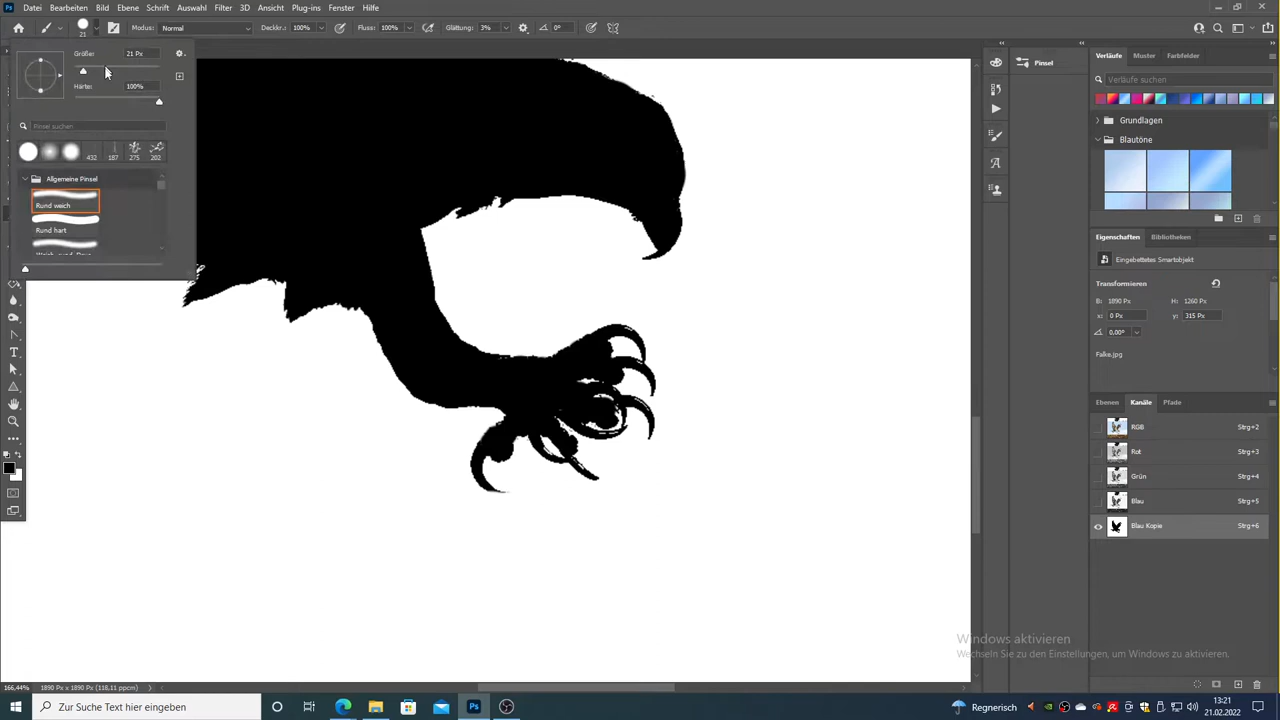 Datei Bearbeiten Bild Ebene Schrift Auswahl Filter 3D Ansicht Plug-ins Fenster Hilfe
21 Modus: Normal Deckkr.: 100% Fluss: 100% Glättung: 3% 0°
Größe: 21 Px
Härte: 100%
Pinsel suchen
432 187 275 202
Allgemeine Pinsel
Rund weich
Rund hart
Pinsel
Verläufe Muster Farbe Farbfelder
Verläufe suchen
Grundlagen
Blautöne
Eigenschaften Bibliotheken
Eingebettetes Smartobjekt
Transformieren
B: 1890 Px H: 1260 Px
x: 0 Px y: 315 Px
0,00°
Falke.jpg
Ebenen Kanäle Pfade
RGB Strg+2
Rot Strg+3
Grün Strg+4
Blau Strg+5
Blau Kopie Strg+6
Windows aktivieren
Wechseln Sie zu den Einstellungen, um Windows zu aktivieren.
166,44% 1890 Px x 1890 Px (118,11 ppcm)
Zur Suche Text hier eingeben
Regnerisch
13:21
21.02.2022